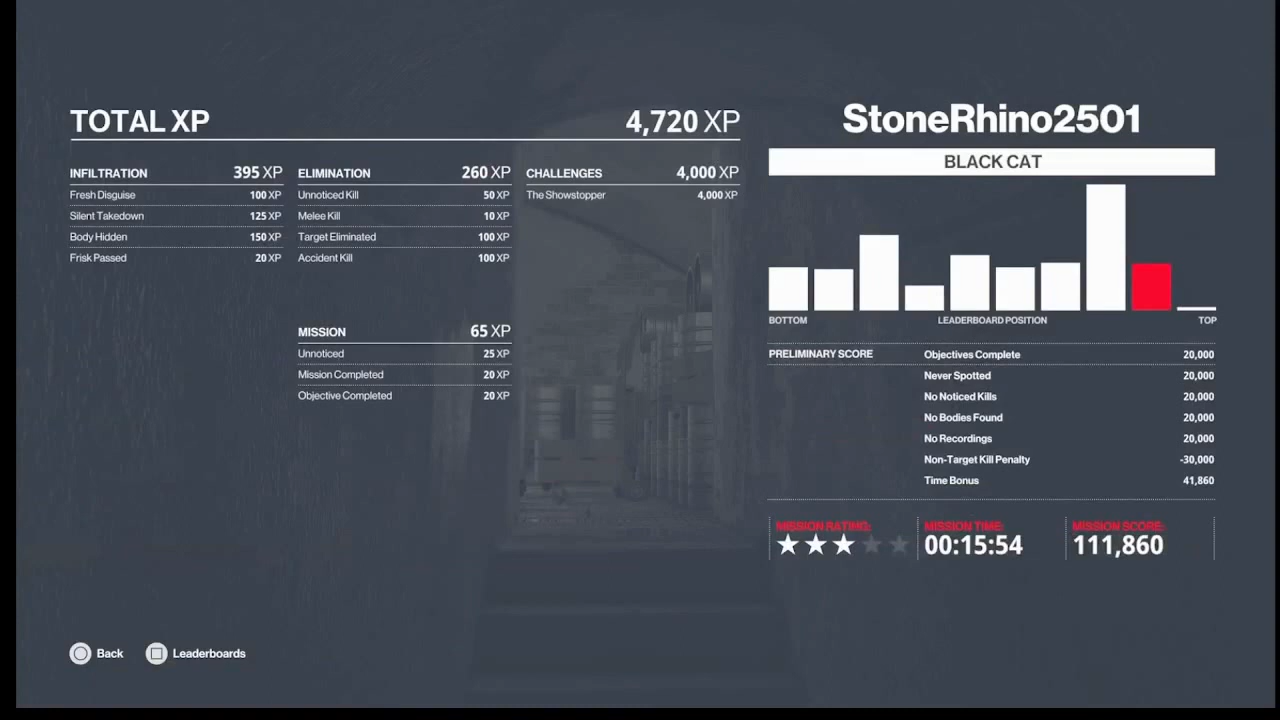 TOTAL XP 4,720 XP
INFILTRATION 395 XP
Fresh Disguise 100 XP
Silent Takedown 125 XP
Body Hidden 150 XP
Frisk Passed 20 XP
ELIMINATION 260 XP
Unnoticed Kill 50 XP
Melee Kill 10 XP
Target Eliminated 100 XP
Accident Kill 100 XP
CHALLENGES 4,000 XP
The Showstopper 4,000 XP
MISSION 65 XP
Unnoticed 25 XP
Mission Completed 20 XP
Objective Completed 20 XP
StoneRhino2501
BLACK CAT
BOTTOM LEADERBOARD POSITION TOP
PRELIMINARY SCORE Objectives Complete 20,000
Never Spotted 20,000
No Noticed Kills 20,000
No Bodies Found 20,000
No Recordings 20,000
Non-Target Kill Penalty -30,000
Time Bonus 41,860
MISSION RATING: MISSION TIME: MISSION SCORE:
00:15:54 111,860
Back Leaderboards